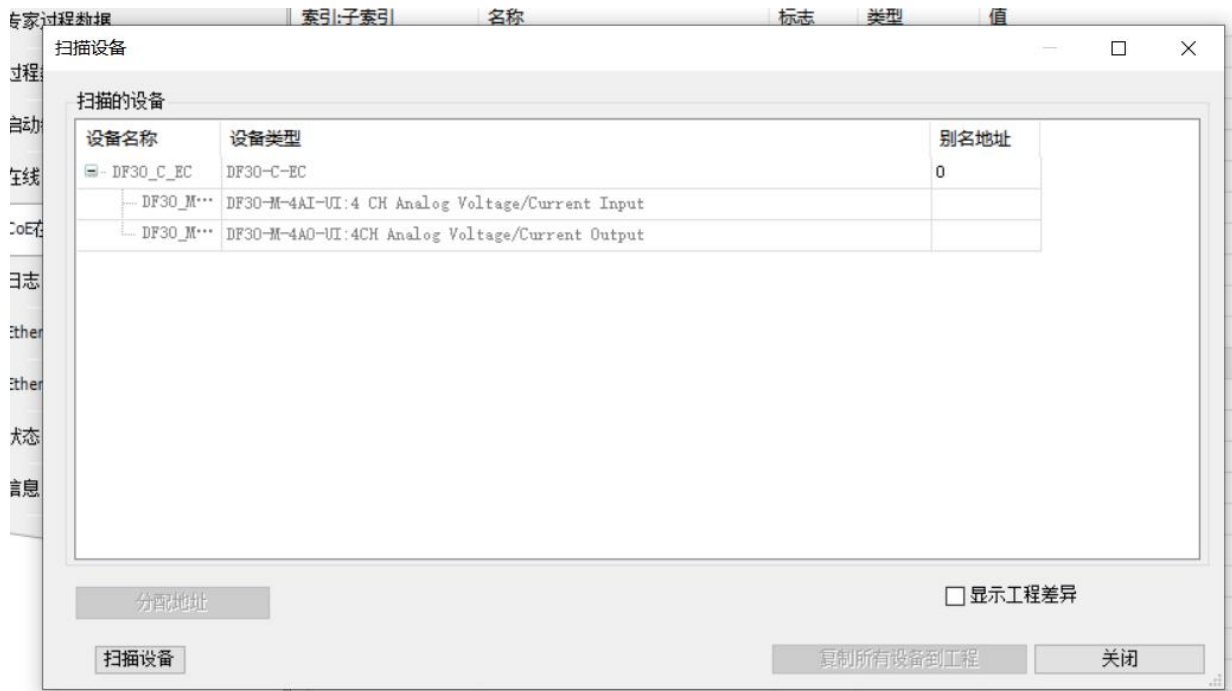 专家过程数据
索引:子索引 名称 标志 类型 值
扫描设备
扫描的设备
设备名称 设备类型 别名地址
DF30_C_EC DF30-C-EC 0
DF30_M... DF30-M-4AI-UI:4 CH Analog Voltage/Current Input
DF30_M... DF30-M-4AO-UI:4CH Analog Voltage/Current Output
过程
启动
在线
CoE在
日志
Ether
Ether
状态
信息
分配地址
显示工程差异
扫描设备
复制所有设备到工程
关闭